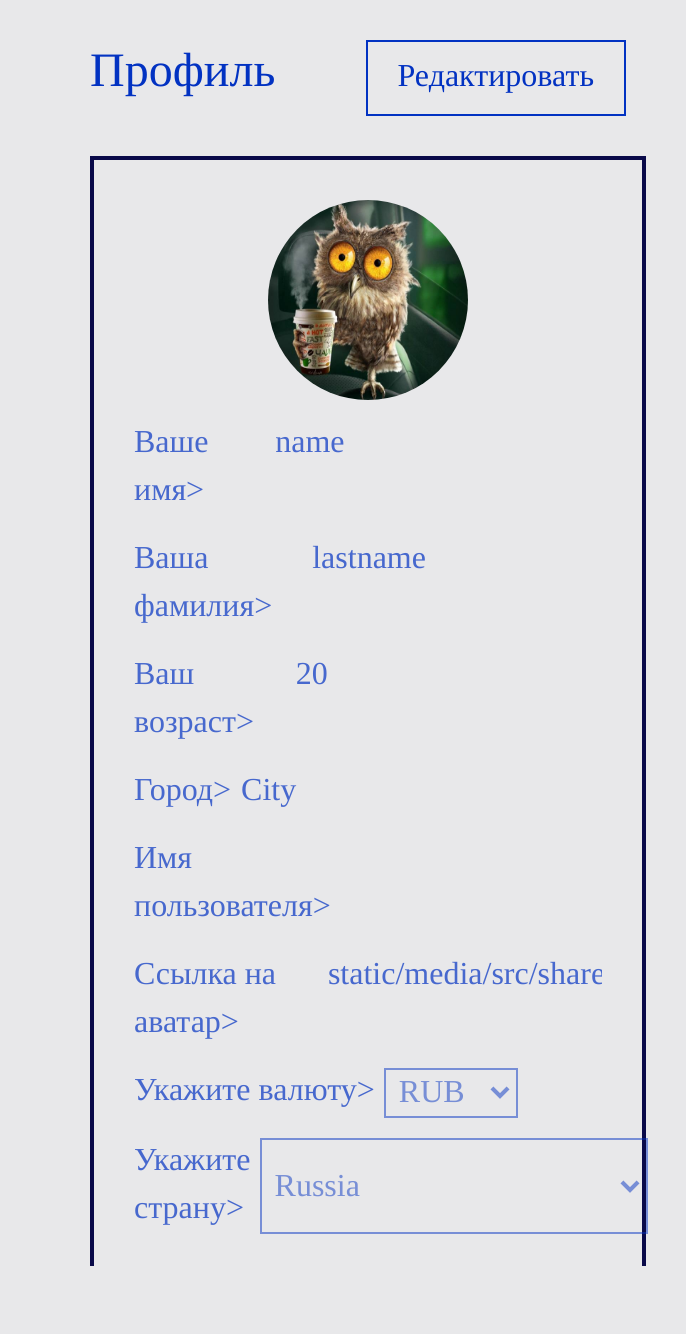 Профиль
Редактировать
Ваше name
имя>
Ваша lastname
фамилия>
Ваш 20
возраст>
Город> City
Имя
пользователя>
Ссылка на static/media/src/share
аватар>
Укажите валюту> RUB
Укажите Russia
страну>